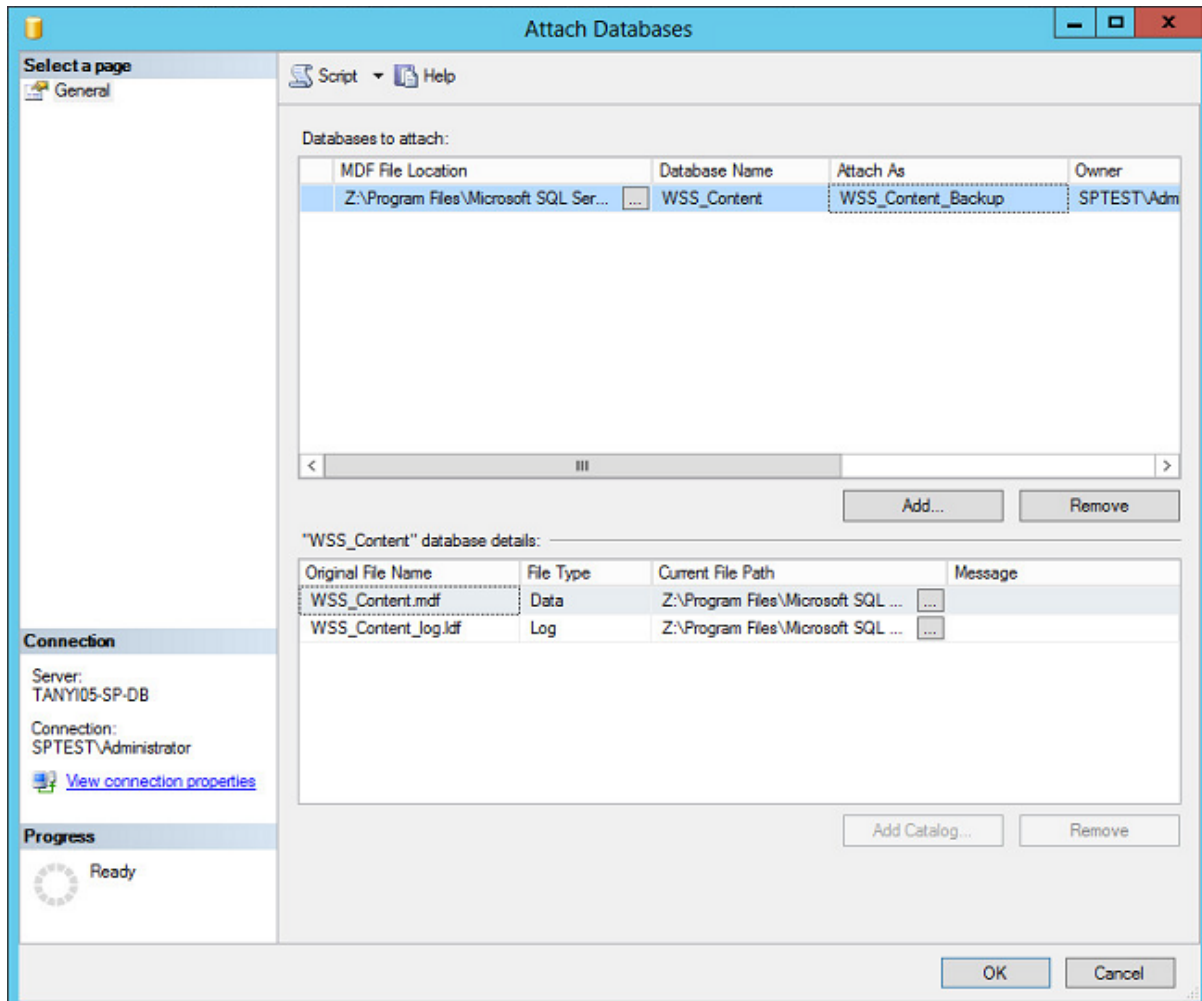 Attach Databases
Select a page
General
Script Help
Databases to attach:
MDF File Location Database Name Attach As Owner
Z:\Program Files\Microsoft SQL Ser... ... WSS_Content WSS_Content_Backup SPTEST\Adm
Add... Remove
"WSS_Content" database details:
Original File Name File Type Current File Path Message
WSS_Content.mdf Data Z:\Program Files\Microsoft SQL ... ...
WSS_Content_log.ldf Log Z:\Program Files\Microsoft SQL ... ...
Connection
Server:
TANYI05-SP-DB
Connection:
SPTEST\Administrator
View connection properties
Add Catalog... Remove
Progress
Ready
OK Cancel